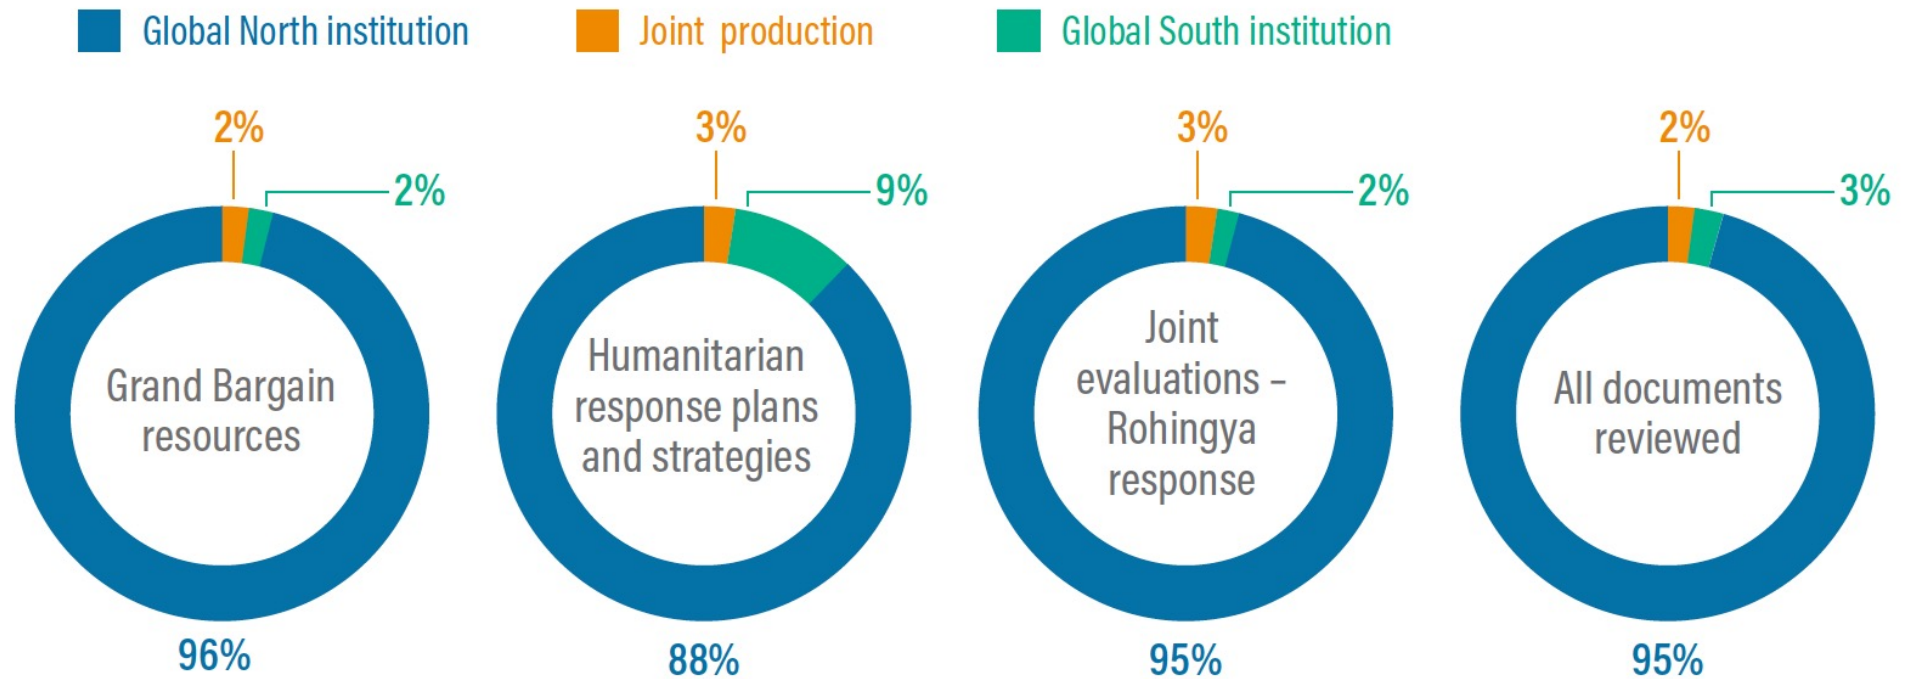 Global North institution
Joint production
Global South institution
2%
2%
Grand Bargain
resources
96%
3%
9%
Humanitarian
response plans
and strategies
88%
3%
2%
Joint
evaluations –
Rohingya
response
95%
2%
3%
All documents
reviewed
95%